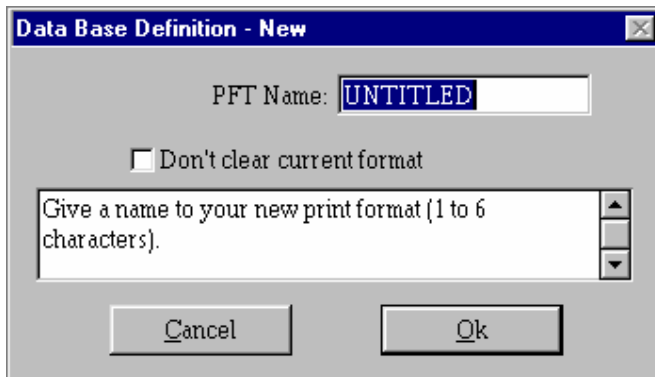 Data Base Definition - New
PFT Name: UNTITLED
Don't clear current format
Give a name to your new print format (1 to 6
characters).
Cancel Ok